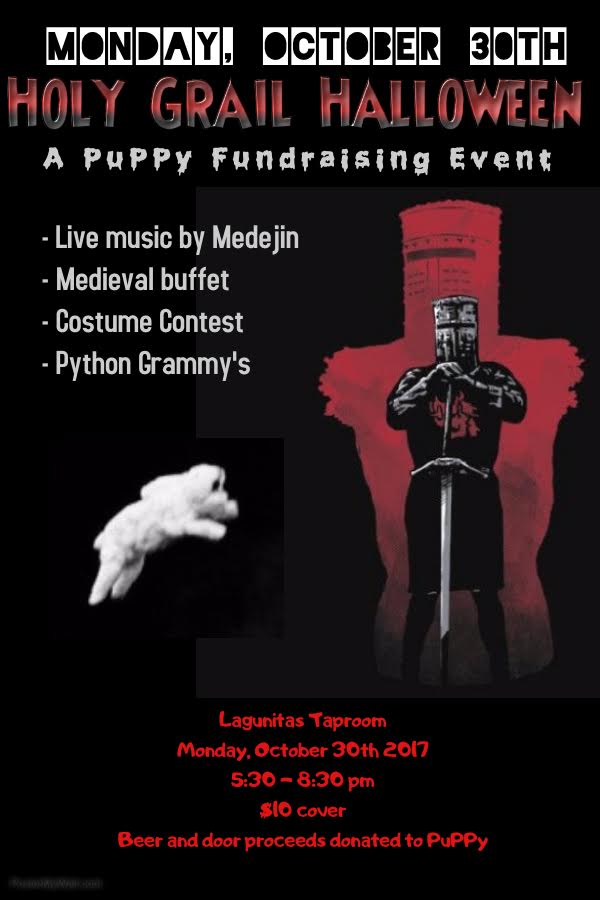 MONDAY, OCTOBER 30TH
HOLY GRAIL HALLOWEEN
A PuPPy Fundraising Event
- Live music by Medejin
- Medieval buffet
- Costume Contest
- Python Grammy's
Lagunitas Taproom
Monday, October 30th 2017
5:30 – 8:30 pm
$10 cover
Beer and door proceeds donated to PuPPy
PosterMyWall.com